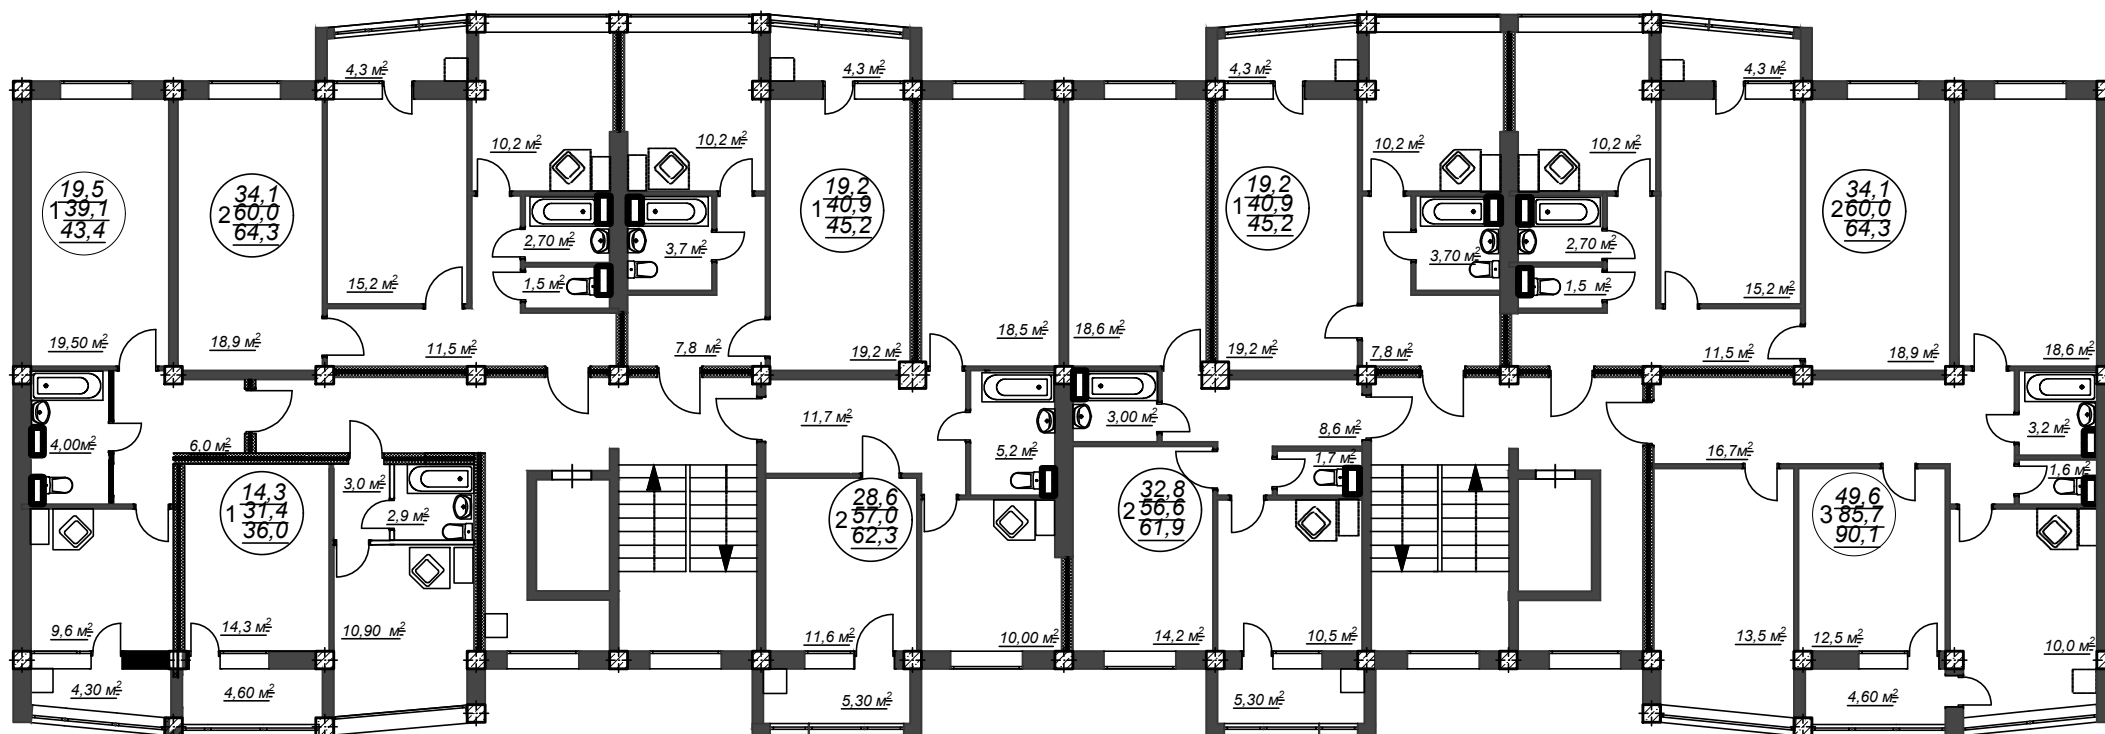 4,3 м²
4,3 м²
4,3 м²
4,3 м²
10,2 м²
10,2 м²
10,2 м²
10,2 м²
19,5
1 39,1
43,4
34,1
2 60,0
64,3
19,2
1 40,9
45,2
19,2
1 40,9
45,2
34,1
2 60,0
64,3
2,70 м²
3,7 м²
3,70 м²
2,70 м²
15,2 м²
1,5 м²
1,5 м²
15,2 м²
19,50 м²
18,9 м²
11,5 м²
7,8 м²
19,2 м²
18,5 м²
18,6 м²
19,2 м²
7,8 м²
11,5 м²
18,9 м²
18,6 м²
4,00м²
6,0 м²
11,7 м²
5,2 м²
3,00 м²
8,6 м²
16,7м²
3,2 м²
3,0 м²
1,7 м²
1,6 м²
14,3
1 31,4
36,0
2,9 м²
28,6
2 57,0
62,3
32,8
2 56,6
61,9
49,6
3 85,7
90,1
9,6 м²
14,3 м²
10,90 м²
11,6 м²
10,00 м²
14,2 м²
10,5 м²
13,5 м²
12,5 м²
10,0 м²
4,30 м²
4,60 м²
5,30 м²
5,30 м²
4,60 м²